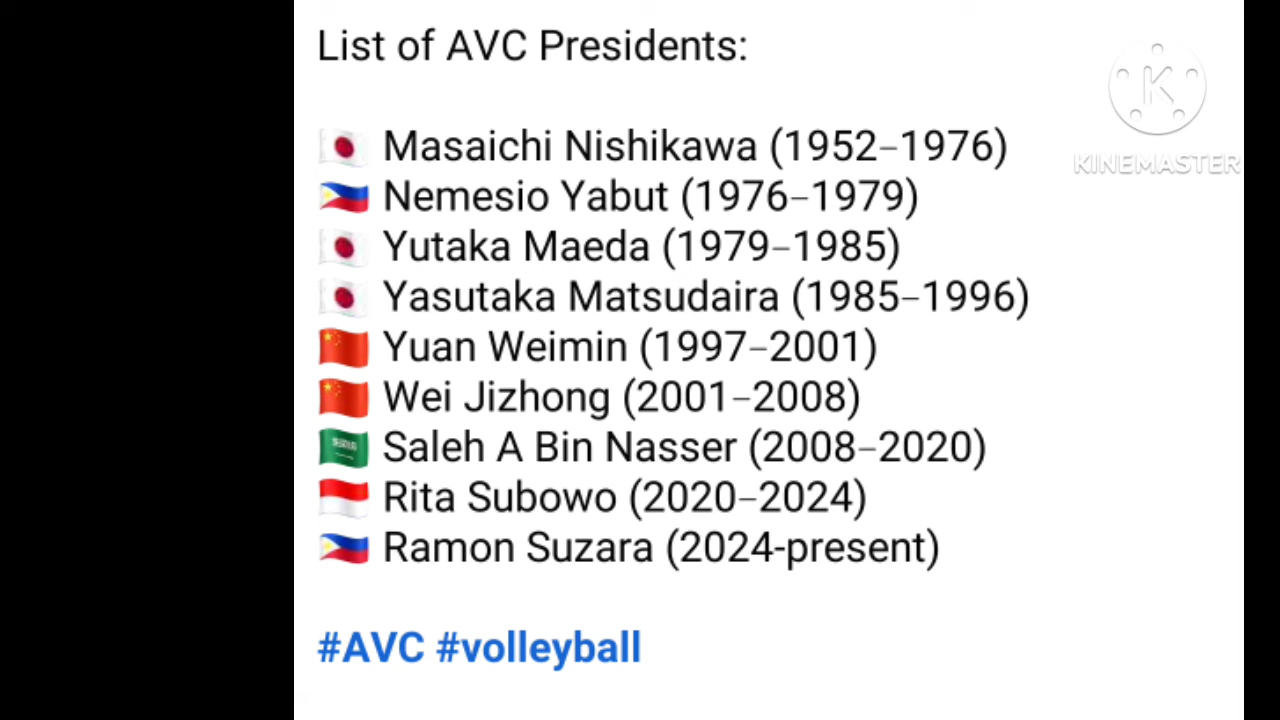 List of AVC Presidents:
🇯🇵 Masaichi Nishikawa (1952–1976)
🇵🇭 Nemesio Yabut (1976–1979)
🇯🇵 Yutaka Maeda (1979–1985)
🇯🇵 Yasutaka Matsudaira (1985–1996)
🇨🇳 Yuan Weimin (1997–2001)
🇨🇳 Wei Jizhong (2001–2008)
🇸🇦 Saleh A Bin Nasser (2008–2020)
🇮🇩 Rita Subowo (2020–2024)
🇵🇭 Ramon Suzara (2024-present)
#AVC #volleyball
K
KINEMASTER